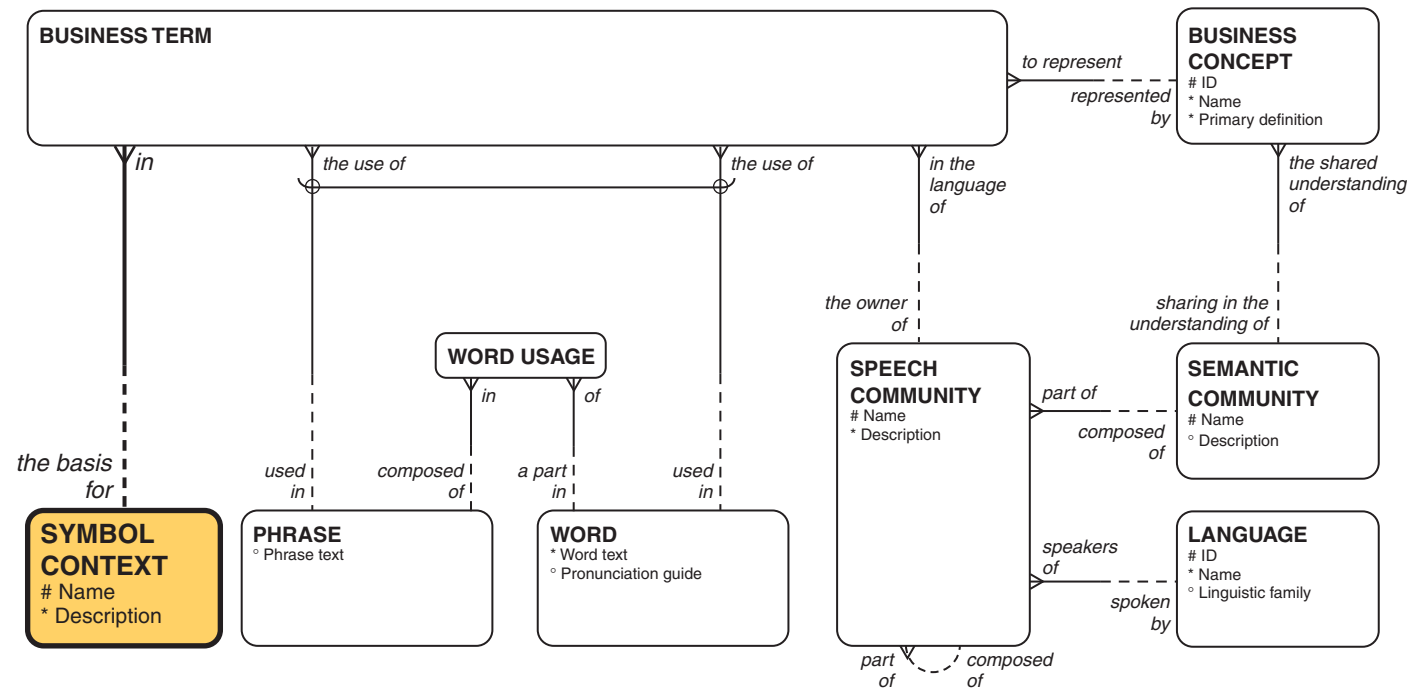 BUSINESS TERM
BUSINESS
CONCEPT
# ID
* Name
* Primary definition
to represent
represented
by
in
the use of
the use of
in the
language
of
the shared
understanding
of
the owner
of
sharing in the
understanding of
WORD USAGE
in
of
the basis
for
used
in
composed
of
a part
in
used
in
SPEECH
COMMUNITY
# Name
* Description
part of
composed
of
SEMANTIC
COMMUNITY
# Name
° Description
SYMBOL
CONTEXT
# Name
* Description
PHRASE
° Phrase text
WORD
* Word text
° Pronunciation guide
speakers
of
spoken
by
LANGUAGE
# ID
* Name
° Linguistic family
part
of
composed
of